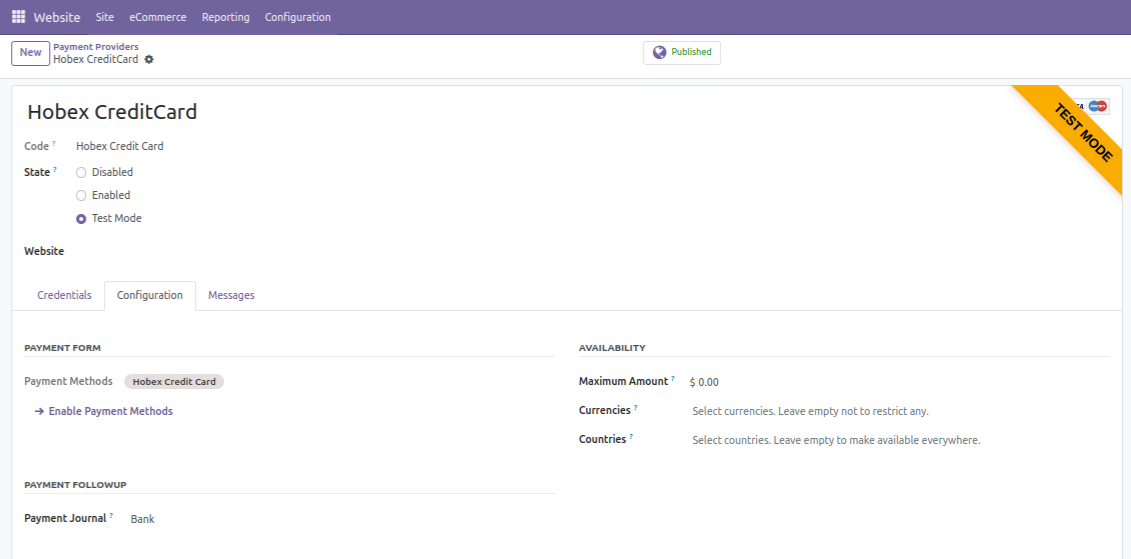 Website Site eCommerce Reporting Configuration
New Payment Providers
Hobex CreditCard
Published
Hobex CreditCard
TEST MODE
Code ? Hobex Credit Card
State ? Disabled
Enabled
Test Mode
Website
Credentials Configuration Messages
PAYMENT FORM
Payment Methods Hobex Credit Card
→ Enable Payment Methods
AVAILABILITY
Maximum Amount ? $ 0.00
Currencies ? Select currencies. Leave empty not to restrict any.
Countries ? Select countries. Leave empty to make available everywhere.
PAYMENT FOLLOWUP
Payment Journal ? Bank